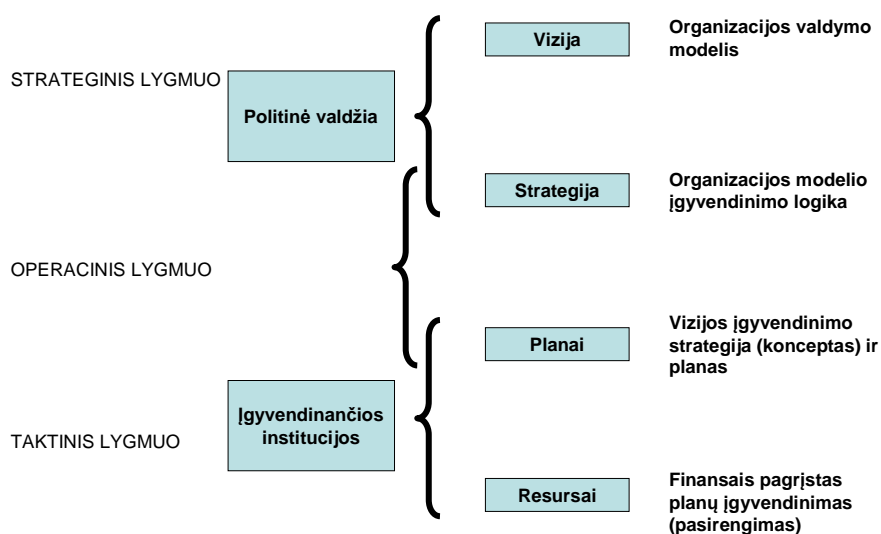 STRATEGINIS LYGMUO
Politinė valdžia
Vizija
Organizacijos valdymo
modelis
Strategija
Organizacijos modelio
įgyvendinimo logika
OPERACINIS LYGMUO
Planai
Vizijos įgyvendinimo
strategija (konceptas) ir
planas
TAKTINIS LYGMUO
Įgyvendinančios
institucijos
Resursai
Finansais pagrįstas
planų įgyvendinimas
(pasirengimas)